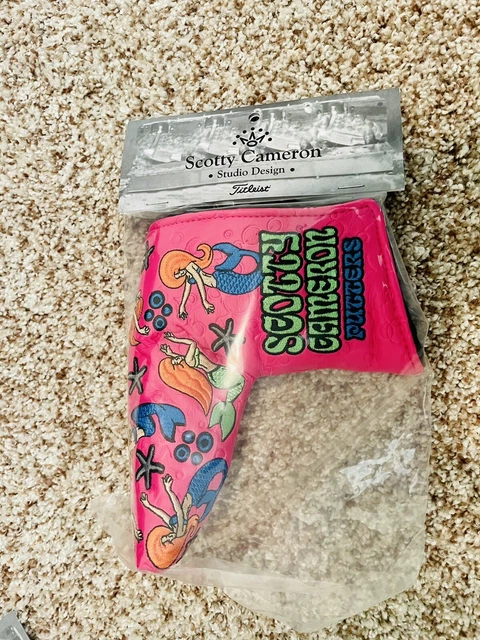 Scotty Cameron
• Studio Design •
Titleist
SCOTTY
CAMERON
PUTTERS